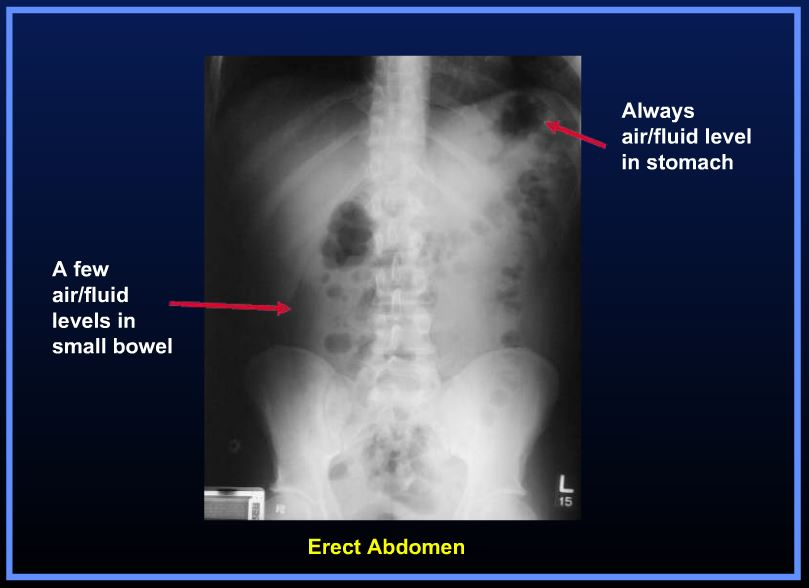 Always
air/fluid level
in stomach
A few
air/fluid
levels in
small bowel
L
15
R
Erect Abdomen